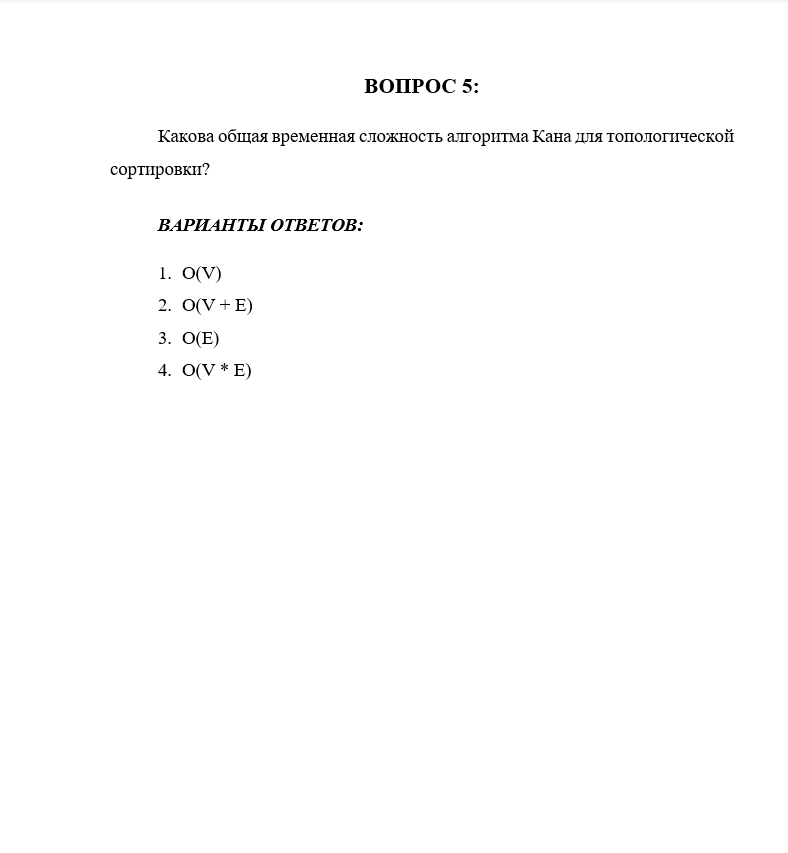 ВОПРОС 5:
Какова общая временная сложность алгоритма Кана для топологической
сортировки?
ВАРИАНТЫ ОТВЕТОВ:
1. O(V)
2. O(V + E)
3. O(E)
4. O(V * E)